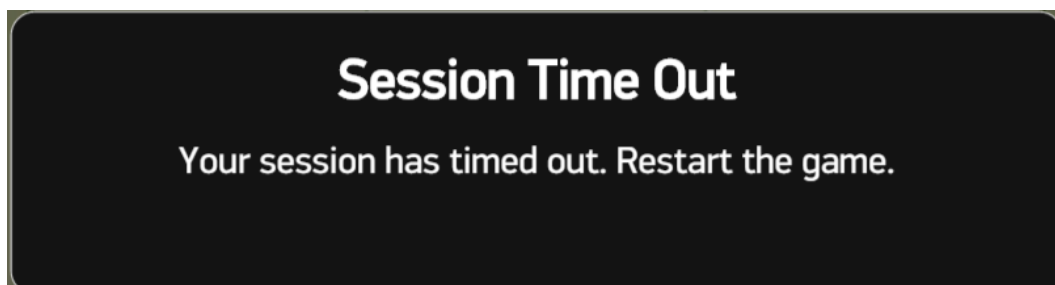 Session Time Out
Your session has timed out. Restart the game.